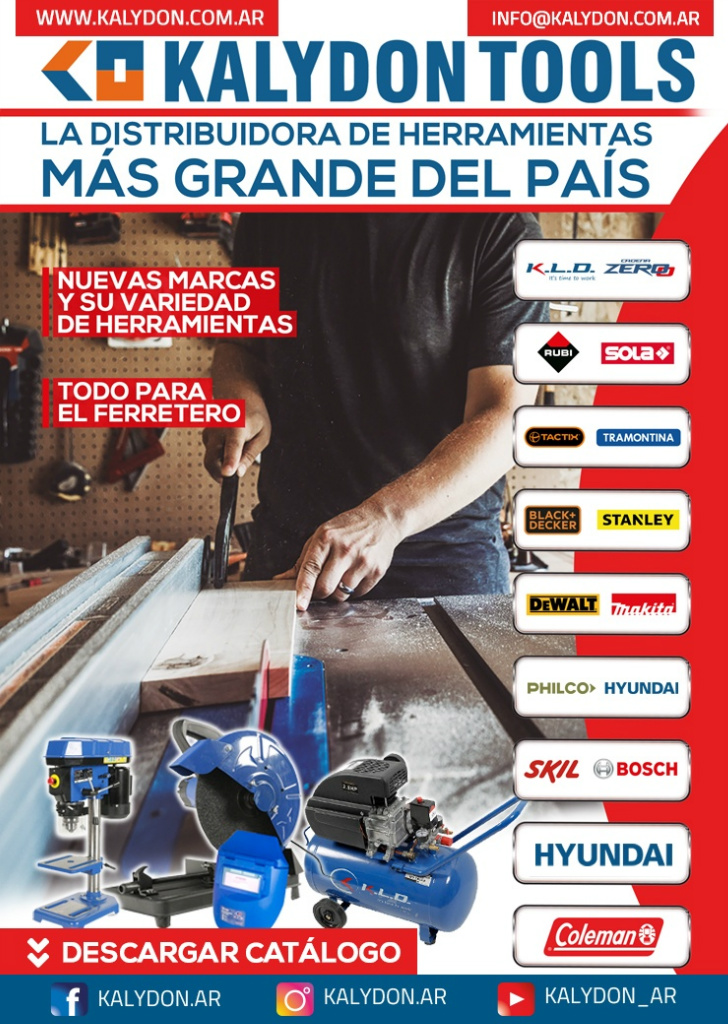 WWW.KALYDON.COM.AR
INFO@KALYDON.COM.AR
KALYDON TOOLS
LA DISTRIBUIDORA DE HERRAMIENTAS
MÁS GRANDE DEL PAÍS
NUEVAS MARCAS
Y SU VARIEDAD
DE HERRAMIENTAS
TODO PARA
EL FERRETERO
K.L.D. CADENA
it's time to work ZERO
RUBI SOLA
TACTIX TRAMONTINA
BLACK+
DECKER STANLEY
DEWALT Makita
PHILCO HYUNDAI
SKIL BOSCH
HYUNDAI
Coleman
K.L.D.
DESCARGAR CATÁLOGO
KALYDON.AR KALYDON.AR KALYDON_AR